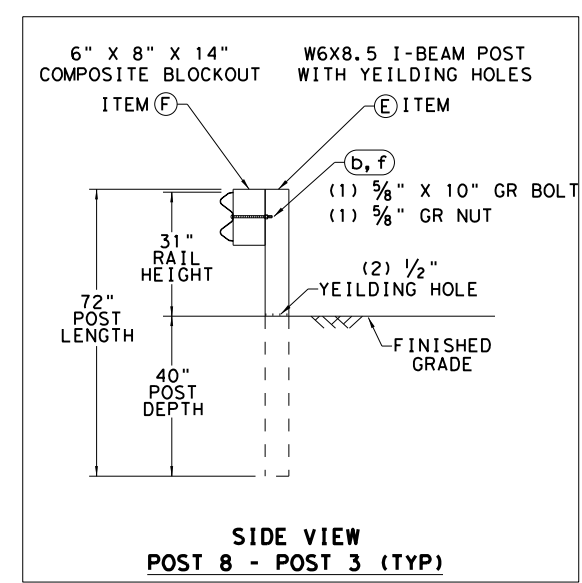 6" X 8" X 14"
COMPOSITE BLOCKOUT
ITEM F
W6X8.5 I-BEAM POST
WITH YEILDING HOLES
E ITEM
b, f
(1) 5/8" X 10" GR BOLT
(1) 5/8" GR NUT
31"
RAIL
HEIGHT
(2) 1/2"
YEILDING HOLE
72"
POST
LENGTH
FINISHED
GRADE
40"
POST
DEPTH
SIDE VIEW
POST 8 - POST 3 (TYP)